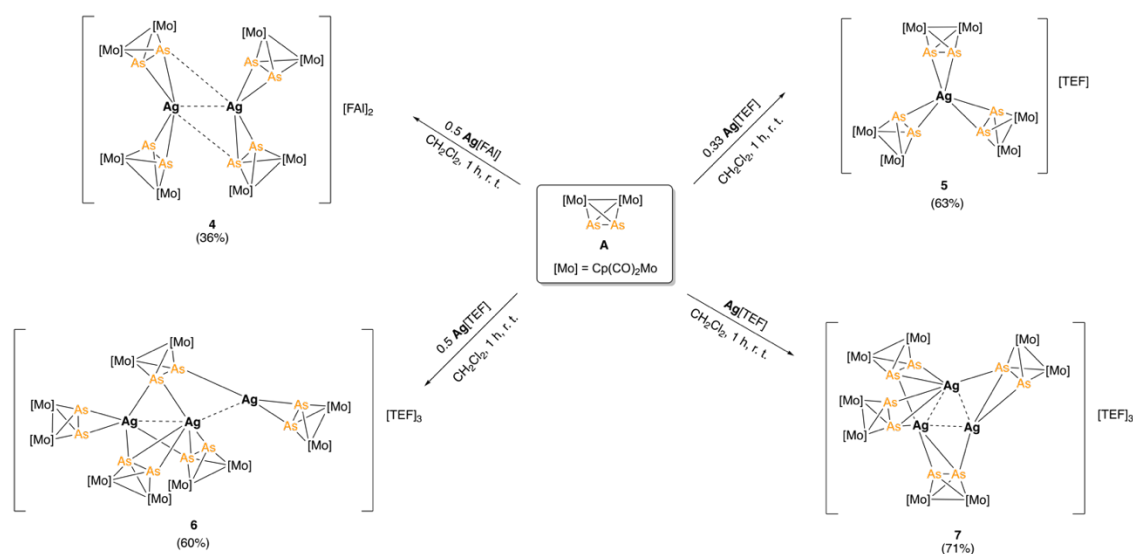 [Mo] [Mo]
[Mo] As
As As [Mo]
As
Ag Ag
[FAl]2
As As
[Mo] As As [Mo]
[Mo] [Mo]
4
(36%)
0.5 Ag[FAl]
CH2Cl2, 1 h, r. t.
0.33 Ag[TEF]
CH2Cl2, 1 h, r. t.
[Mo] [Mo]
As As
[TEF]
Ag
As
[Mo] As As [Mo]
As
[Mo] [Mo]
5
(63%)
[Mo] [Mo]
As As
A
[Mo] = Cp(CO)2Mo
0.5 Ag[TEF]
CH2Cl2, 1 h, r. t.
Ag[TEF]
CH2Cl2, 1 h, r. t.
[Mo]
[Mo]
As
As
Ag
[Mo] As As [Mo]
[TEF]3
Ag Ag
As As
[Mo] [Mo]
As
As As [Mo]
As
[Mo] [Mo]
[Mo]
6
(60%)
[Mo] [Mo]
[Mo]
As As [Mo]
As As
Ag
[Mo] As
[TEF]3
[Mo] As Ag Ag
As As
[Mo] [Mo]
7
(71%)